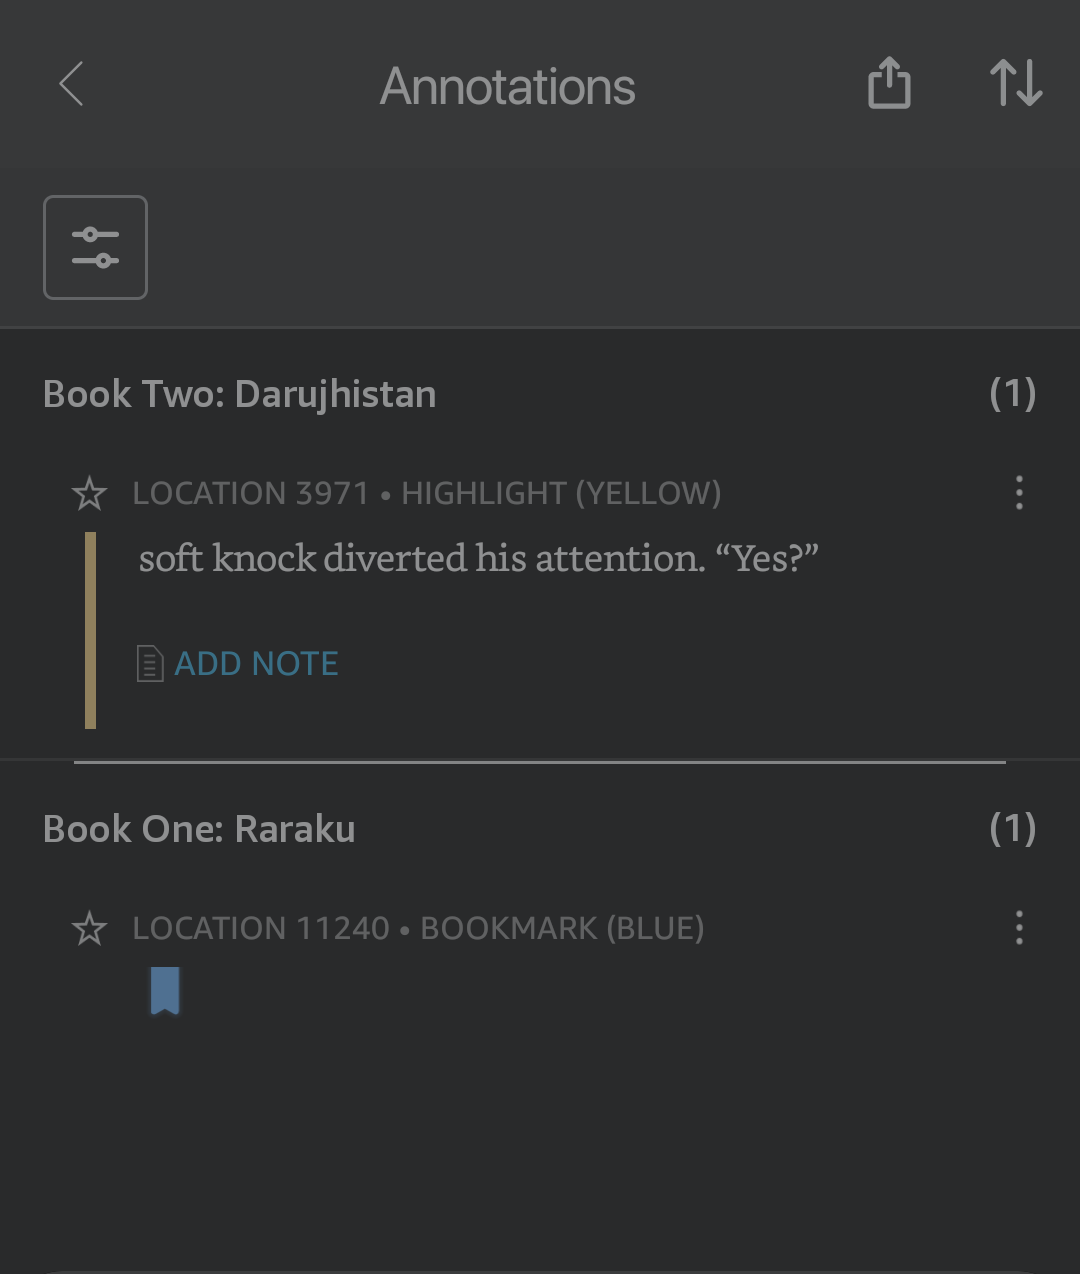 Annotations
Book Two: Darujhistan (1)
LOCATION 3971 • HIGHLIGHT (YELLOW)
soft knock diverted his attention. “Yes?”
ADD NOTE
Book One: Raraku (1)
LOCATION 11240 • BOOKMARK (BLUE)